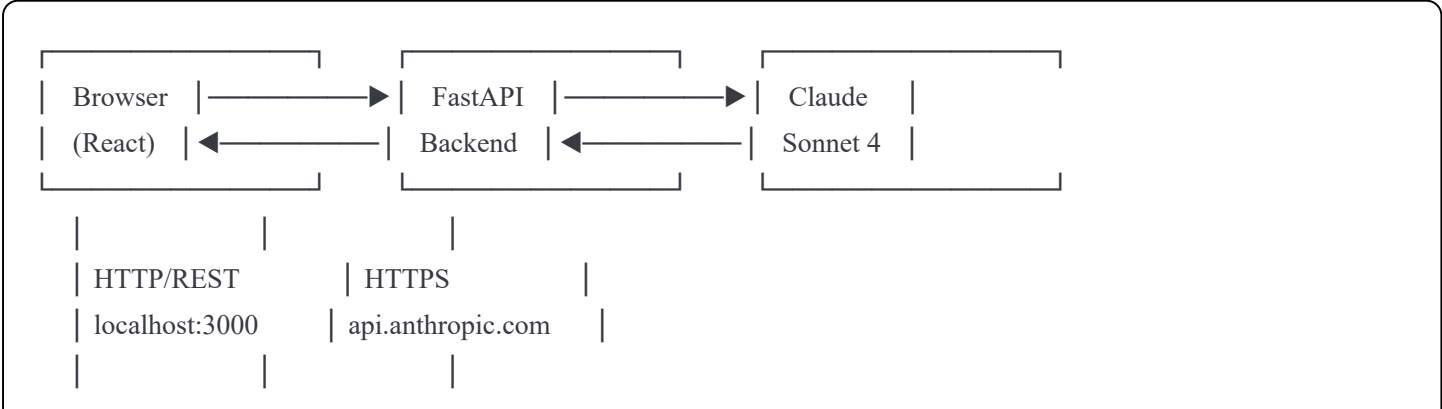 Browser FastAPI Claude
(React) Backend Sonnet 4
HTTP/REST HTTPS
localhost:3000 api.anthropic.com